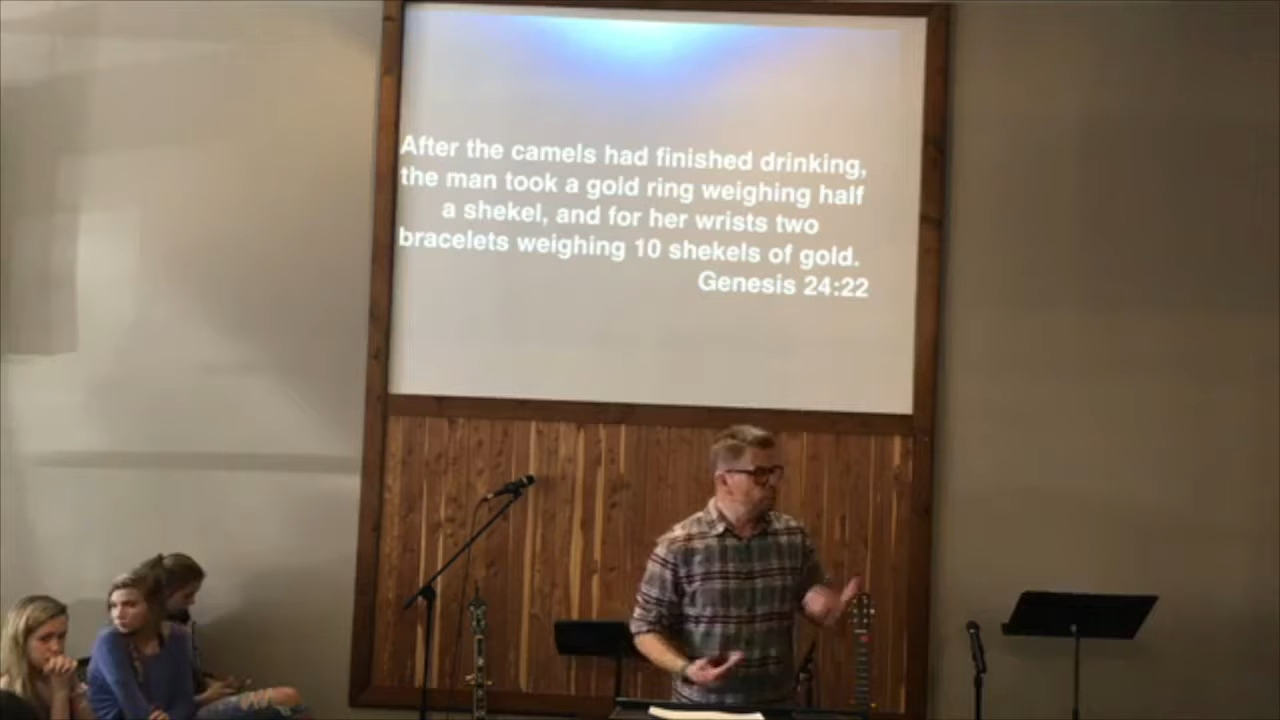 After the camels had finished drinking,
the man took a gold ring weighing half
a shekel, and for her wrists two
bracelets weighing 10 shekels of gold.
Genesis 24:22